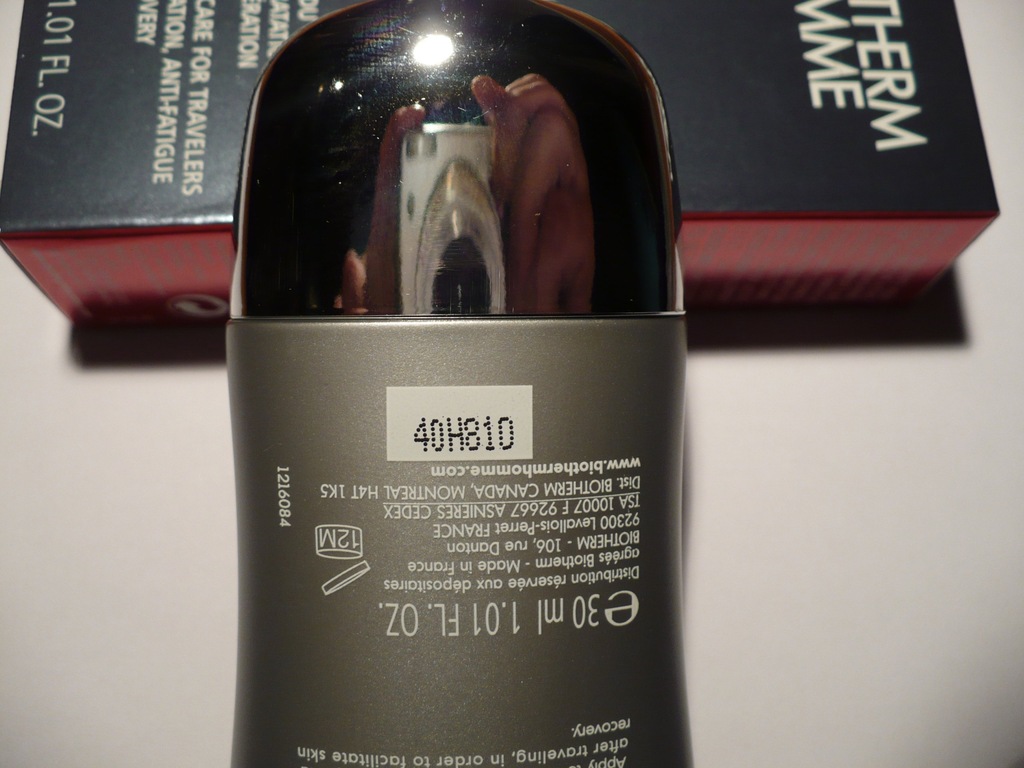 THERM
MME
1.01 FL. OZ.
CARE FOR TRAVELERS
ATION, ANTI-FATIGUE
VERY
40H810
Apply
after traveling, in order to facilitate skin
recovery.
e 30 ml 1.01 FL. OZ.
Distribution réservée aux dépositaires
agréés Biotherm - Made in France
BIOTHERM - 106, rue Danton
92300 Levallois-Perret FRANCE
TSA 10007 F 92667 ASNIERES CEDEX
Dist. BIOTHERM CANADA, MONTREAL H4T 1K5
www.biothermhomme.com
12M
1216084